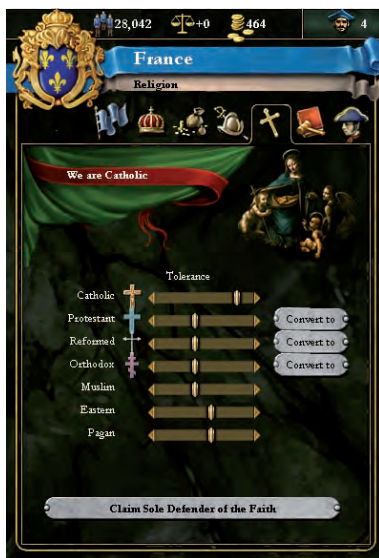 28,042 +0 464 4
France
Religion
We are Catholic
Tolerance
Catholic
Protestant Convert to
Reformed Convert to
Orthodox Convert to
Muslim
Eastern
Pagan
Claim Sole Defender of the Faith